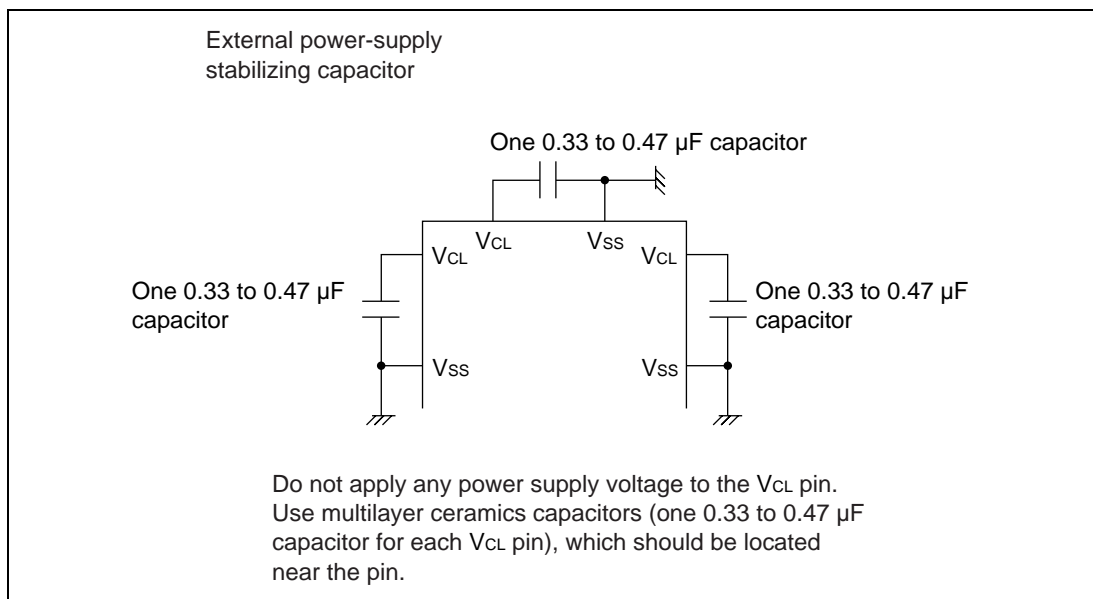 External power-supply
stabilizing capacitor
One 0.33 to 0.47 µF capacitor
VCL
VSS
VCL
VCL
One 0.33 to 0.47 µF
capacitor
One 0.33 to 0.47 µF
capacitor
VSS
VSS
Do not apply any power supply voltage to the VCL pin.
Use multilayer ceramics capacitors (one 0.33 to 0.47 µF
capacitor for each VCL pin), which should be located
near the pin.